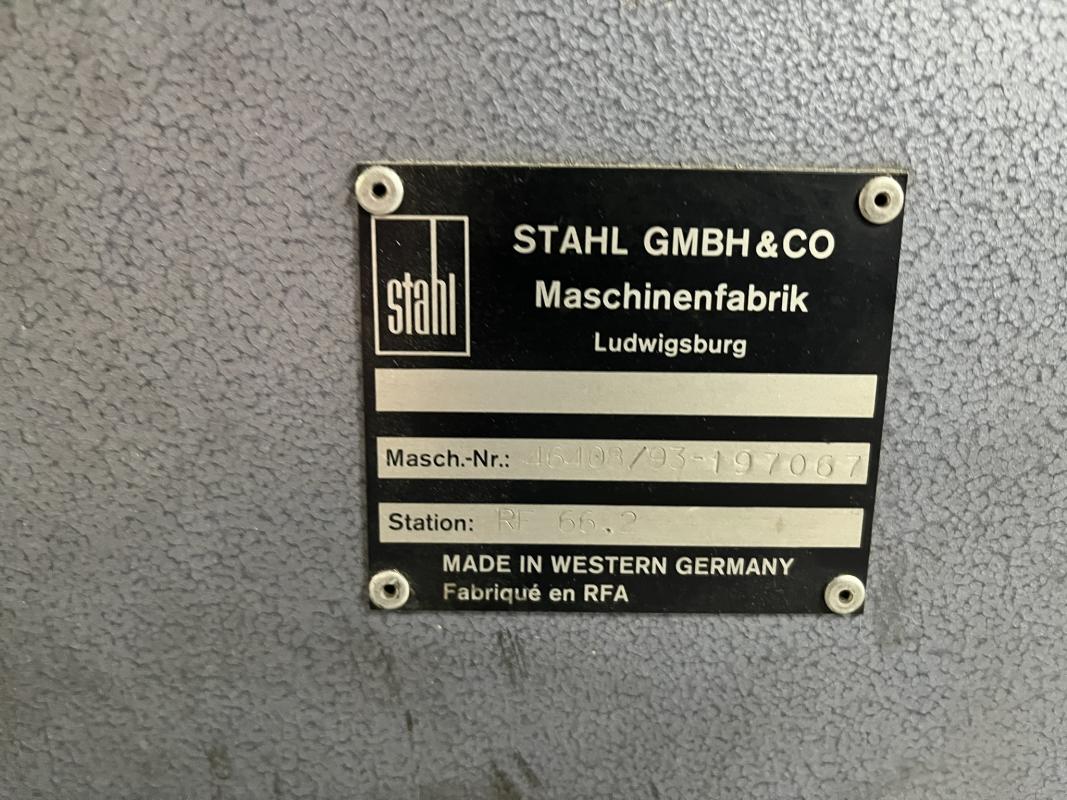 stahl
STAHL GMBH & CO
Maschinenfabrik
Ludwigsburg
Masch.-Nr.: 46408/93-197067
Station: RF 66.2
MADE IN WESTERN GERMANY
Fabriqué en RFA